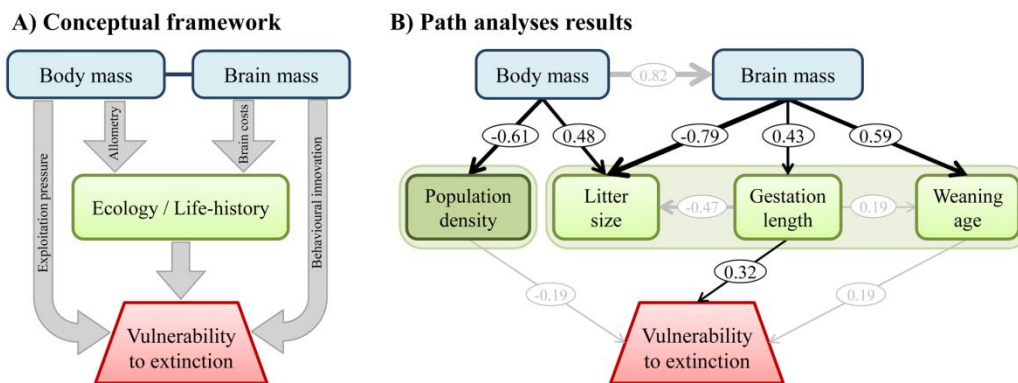 A) Conceptual framework
Body mass
Brain mass
Exploitation pressure
Allometry
Brain costs
Behavioural innovation
Ecology / Life-history
Vulnerability
to extinction
B) Path analyses results
Body mass
0.82
Brain mass
-0.61
0.48
-0.79
0.43
0.59
Population
density
Litter
size
-0.47
Gestation
length
0.19
Weaning
age
-0.19
0.32
0.19
Vulnerability
to extinction